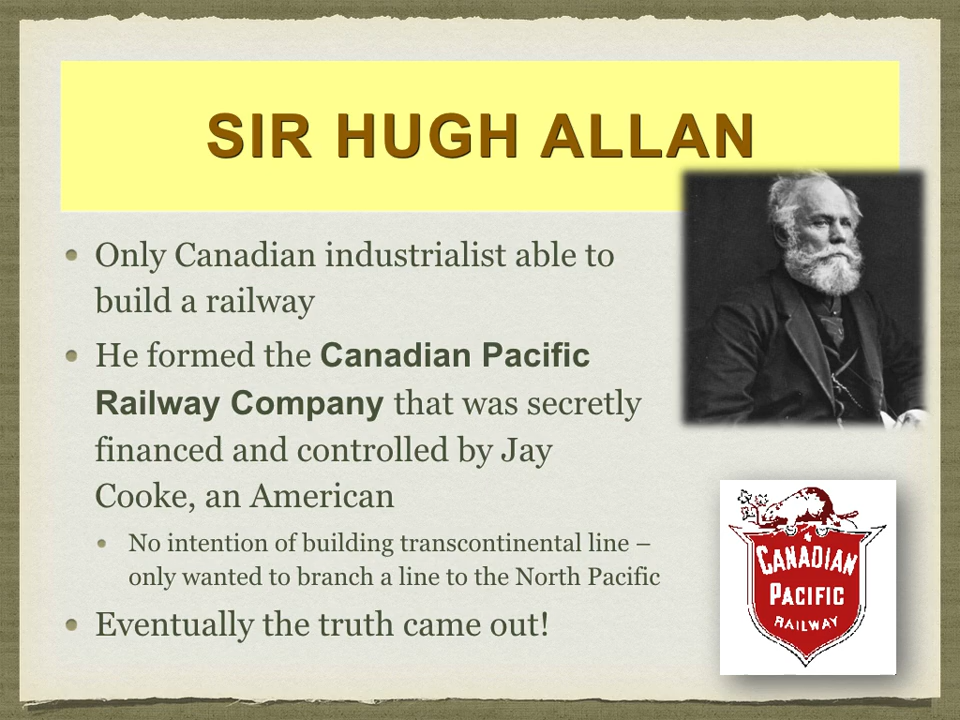 SIR HUGH ALLAN
Only Canadian industrialist able to
build a railway
He formed the Canadian Pacific
Railway Company that was secretly
financed and controlled by Jay
Cooke, an American
No intention of building transcontinental line –
only wanted to branch a line to the North Pacific
Eventually the truth came out!
CANADIAN
PACIFIC
RAILWAY